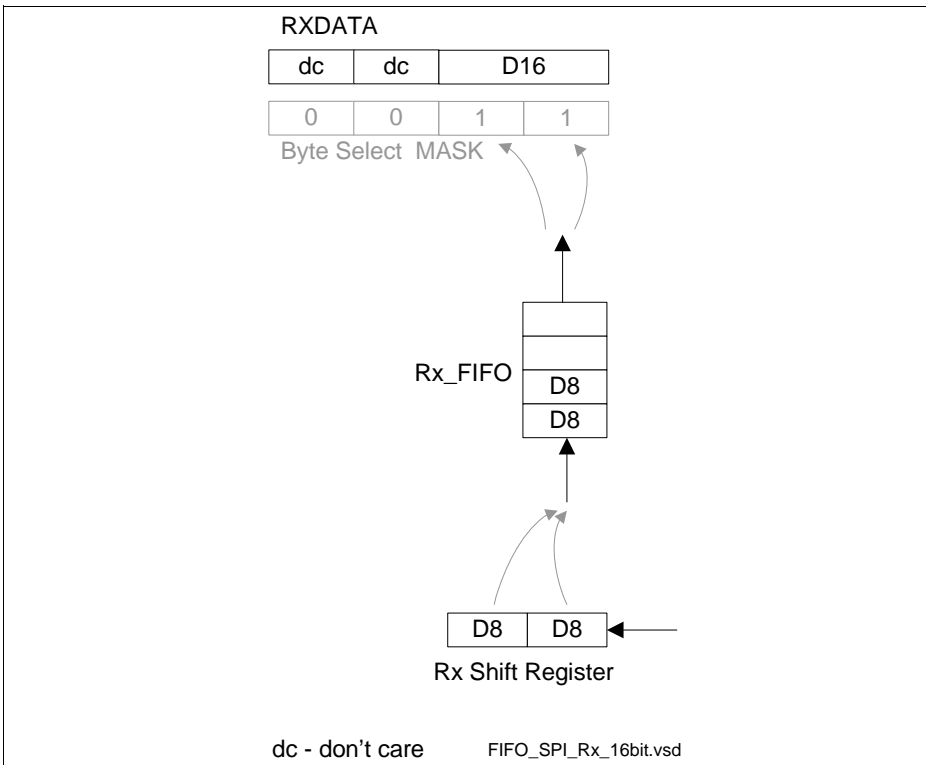 RXDATA
dc dc D16
0 0 1 1
Byte Select MASK
Rx_FIFO
D8
D8
D8 D8
Rx Shift Register
dc - don't care FIFO_SPI_Rx_16bit.vsd